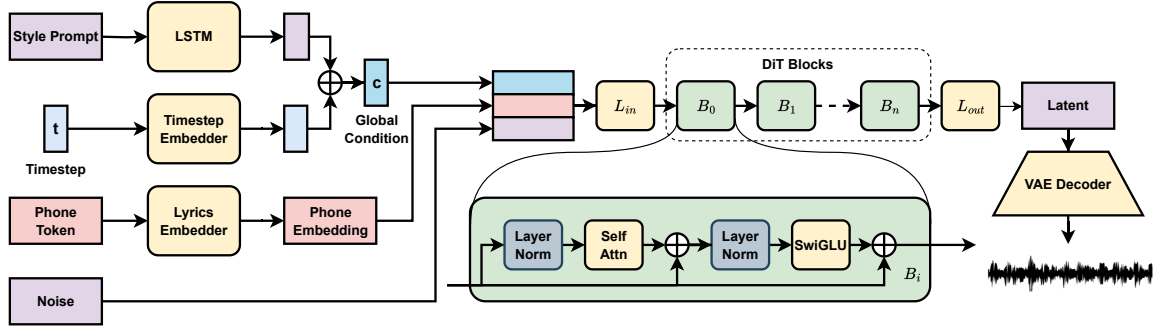 Style Prompt
LSTM
t
Timestep
Timestep
Embedder
c
Global
Condition
Phone
Token
Lyrics
Embedder
Phone
Embedding
Noise
L_in
DiT Blocks
B_0
B_1
B_n
L_out
Latent
VAE Decoder
Layer
Norm
Self
Attn
Layer
Norm
SwiGLU
B_i